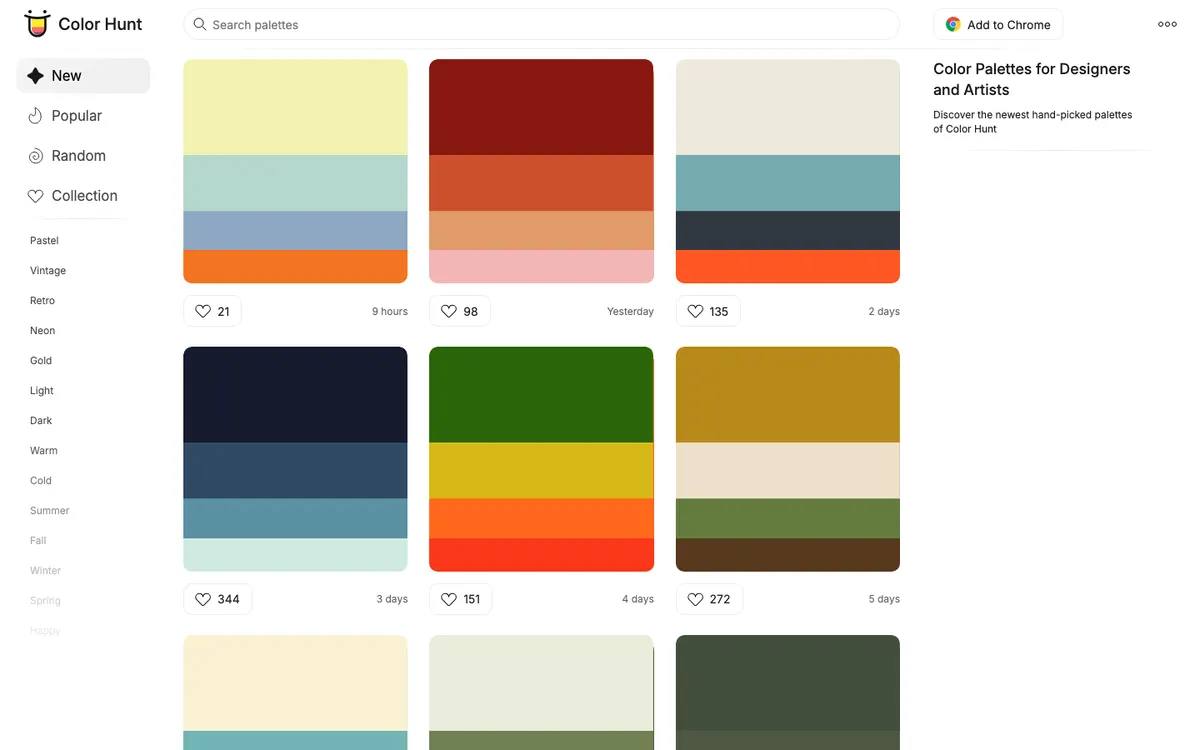 Color Hunt
Search palettes
Add to Chrome
New
Popular
Random
Collection
Pastel
Vintage
Retro
Neon
Gold
Light
Dark
Warm
Cold
Summer
Fall
Winter
Spring
Happy
21
9 hours
98
Yesterday
135
2 days
344
3 days
151
4 days
272
5 days
Color Palettes for Designers
and Artists
Discover the newest hand-picked palettes
of Color Hunt